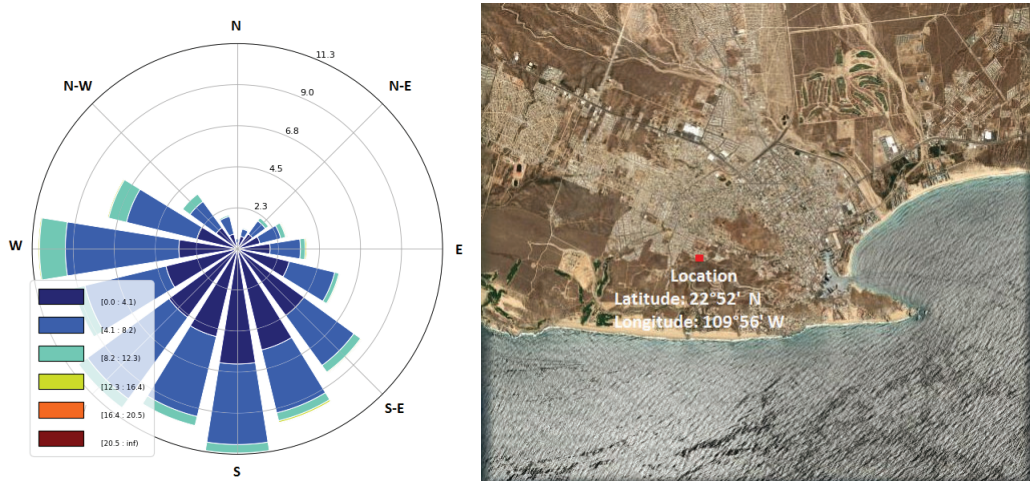 N
N-W
N-E
11.3
9.0
6.8
4.5
2.3
W
E
[0.0 : 4.1)
[4.1 : 8.2)
[8.2 : 12.3)
[12.3 : 16.4)
[16.4 : 20.5)
[20.5 : inf)
S-E
S
Location
Latitude: 22°52' N
Longitude: 109°56' W